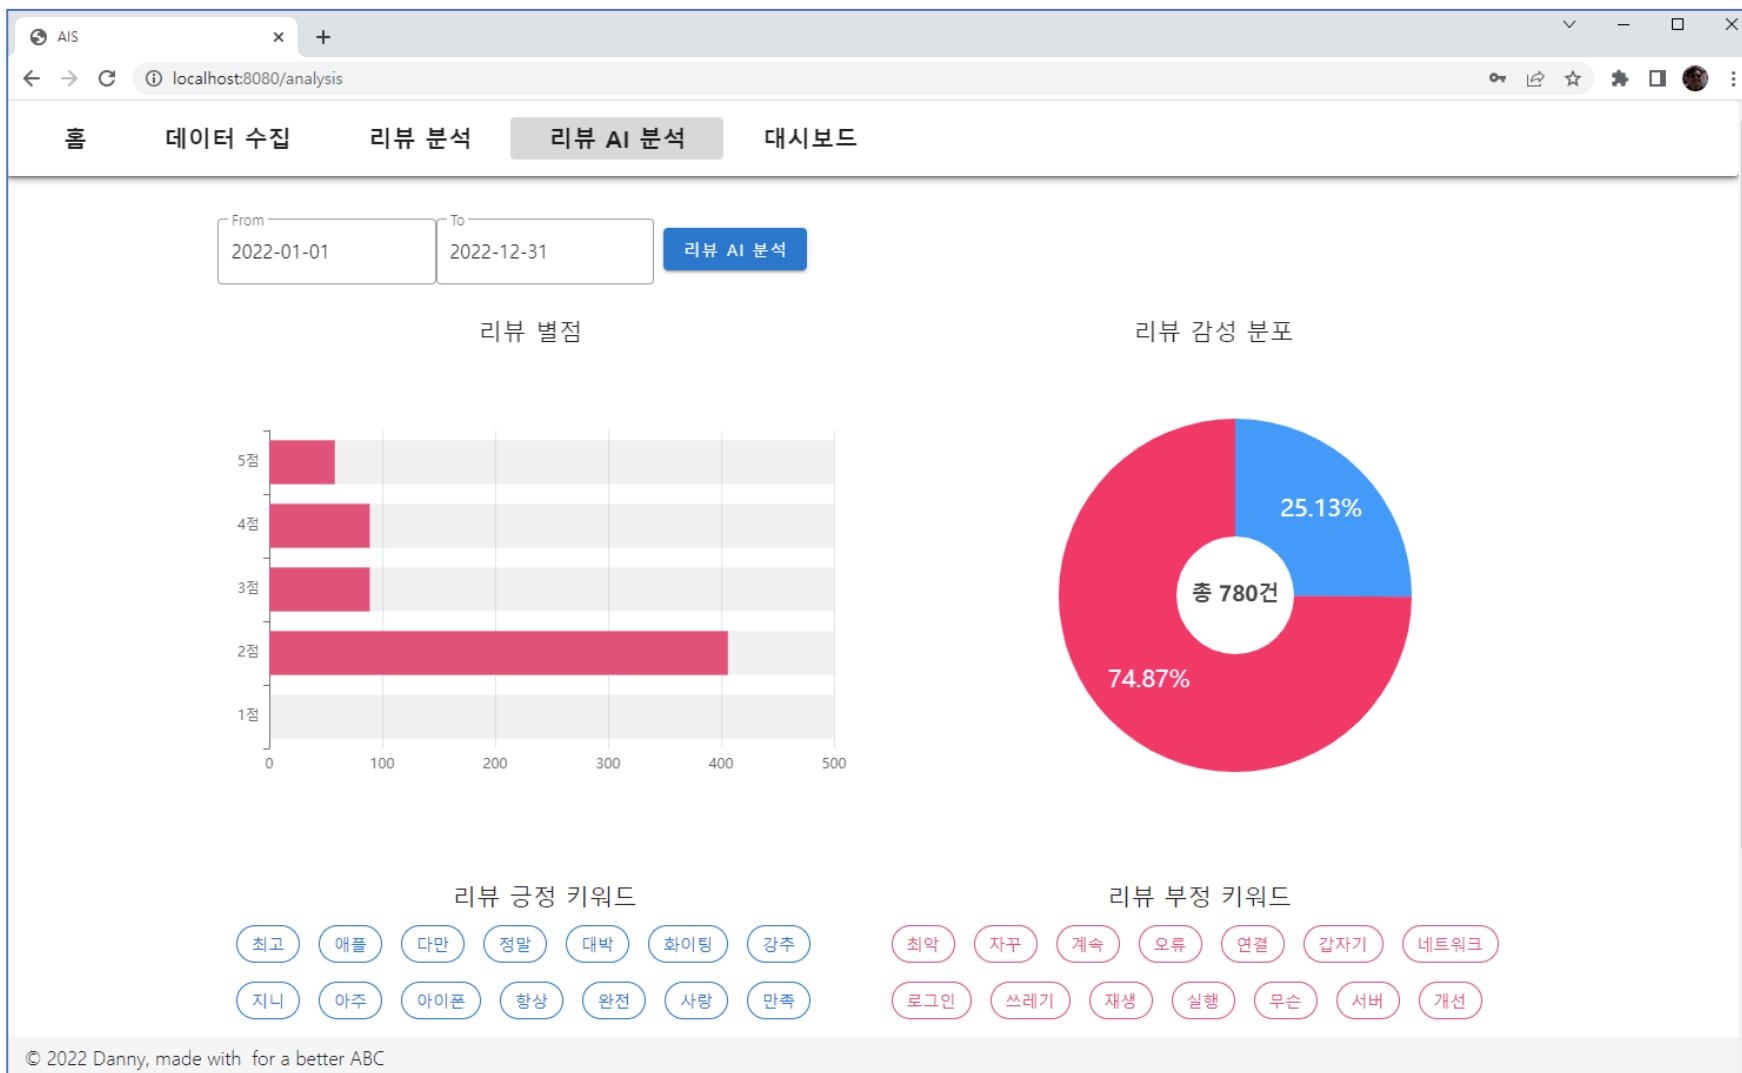 AIS
localhost:8080/analysis
홈 데이터 수집 리뷰 분석 리뷰 AI 분석 대시보드
From To
2022-01-01 2022-12-31 리뷰 AI 분석
리뷰 별점
5점
4점
3점
2점
1점
0 100 200 300 400 500
리뷰 감성 분포
25.13%
총 780건
74.87%
리뷰 긍정 키워드
최고 애플 다만 정말 대박 화이팅 강추
지니 아주 아이폰 항상 완전 사랑 만족
리뷰 부정 키워드
최악 자꾸 계속 오류 연결 갑자기 네트워크
로그인 쓰레기 재생 실행 무슨 서버 개선
© 2022 Danny, made with for a better ABC